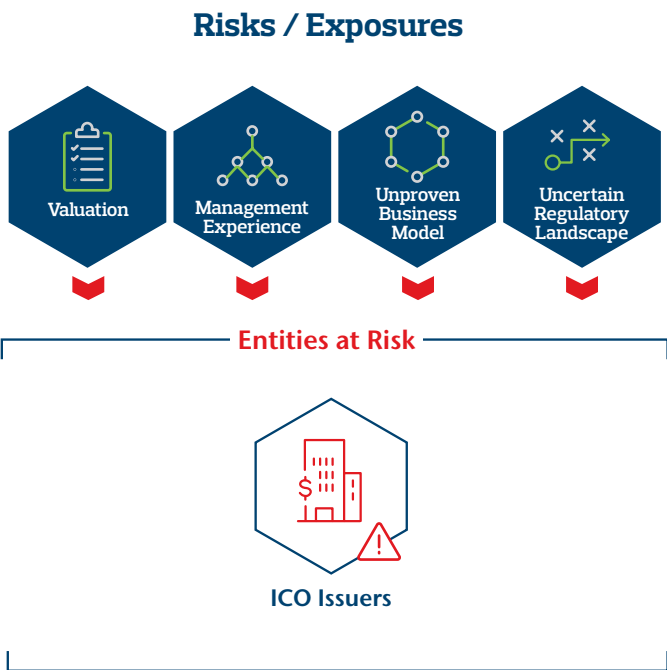 Risks / Exposures
Valuation
Management
Experience
Unproven
Business
Model
Uncertain
Regulatory
Landscape
Entities at Risk
$
ICO Issuers